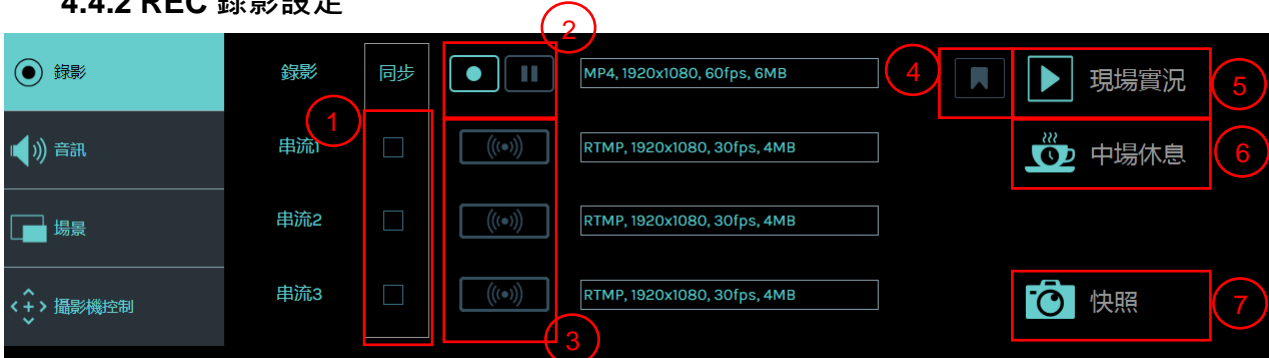 4.4.2 REC 錄影設定
2
錄影
錄影
同步
MP4, 1920x1080, 60fps, 6MB
4
現場實況
5
1
音訊
串流1
RTMP, 1920x1080, 30fps, 4MB
中場休息
6
場景
串流2
RTMP, 1920x1080, 30fps, 4MB
攝影機控制
串流3
RTMP, 1920x1080, 30fps, 4MB
快照
7
3